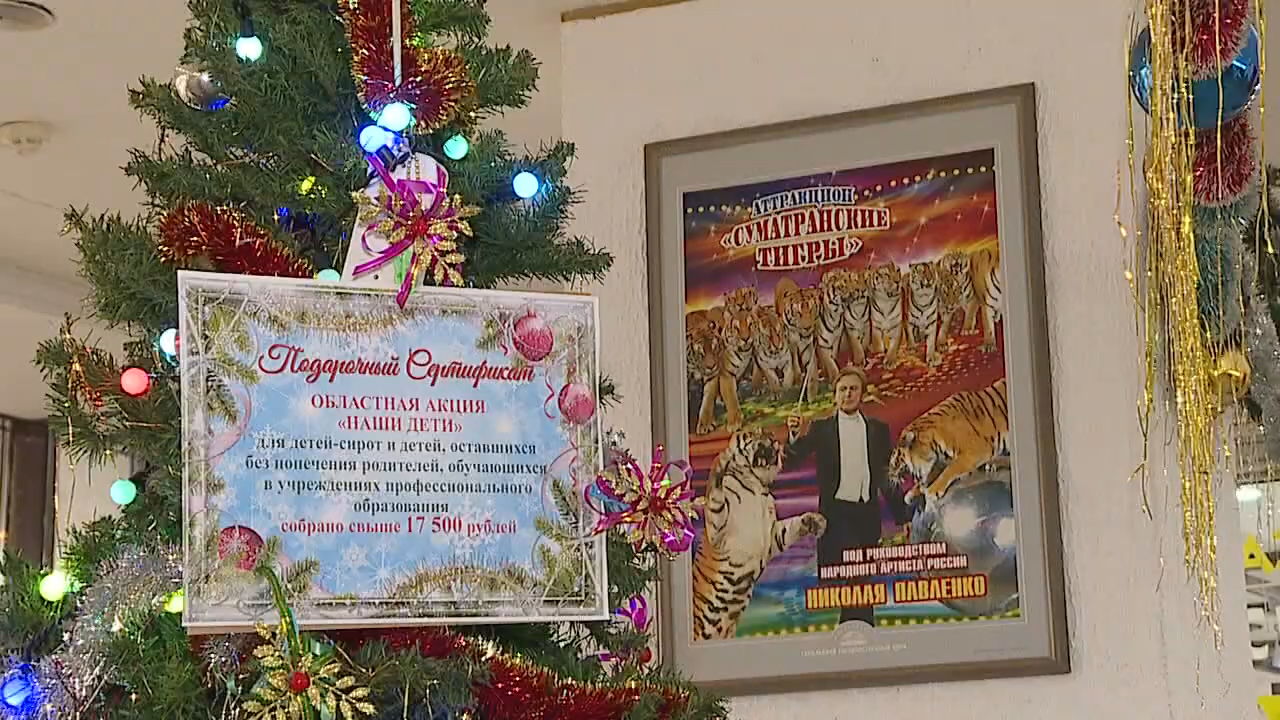 Подарочный Сертификат
ОБЛАСТНАЯ АКЦИЯ
«НАШИ ДЕТИ»
для детей-сирот и детей, оставшихся
без попечения родителей, обучающихся
в учреждениях профессионального
образования
собрано свыше 17 500 рублей
АТТРАКЦИОН
«СУМАТРАНСКИЕ
ТИГРЫ»
ПОД РУКОВОДСТВОМ
НАРОДНОГО АРТИСТА РОССИИ
НИКОЛАЯ ПАВЛЕНКО